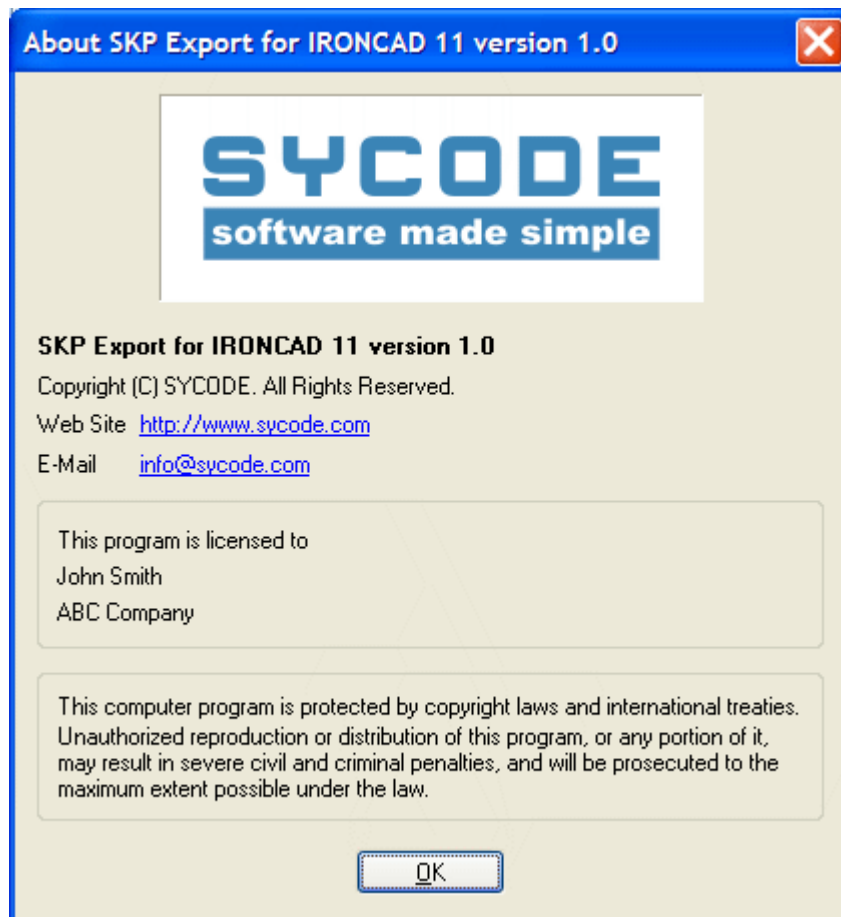 About SKP Export for IRONCAD 11 version 1.0
SYCODE
software made simple
SKP Export for IRONCAD 11 version 1.0
Copyright (C) SYCODE. All Rights Reserved.
Web Site http://www.sycode.com
E-Mail info@sycode.com
This program is licensed to
John Smith
ABC Company
This computer program is protected by copyright laws and international treaties.
Unauthorized reproduction or distribution of this program, or any portion of it,
may result in severe civil and criminal penalties, and will be prosecuted to the
maximum extent possible under the law.
OK